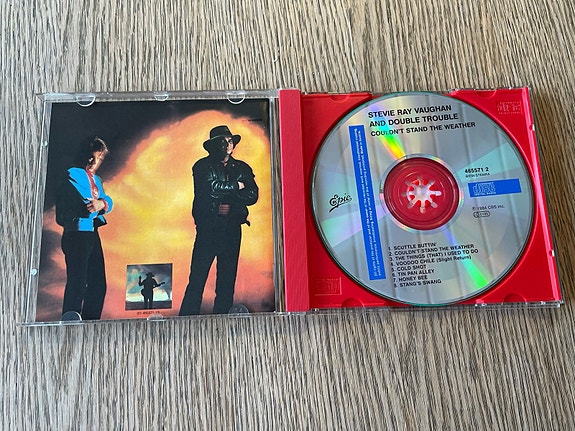 STEVIE RAY VAUGHAN
AND DOUBLE TROUBLE
COULDN'T STAND THE WEATHER
465571 2
Epic
℗ 1984 CBS Inc.
1. SCUTTLE BUTTIN'
2. COULDN'T STAND THE WEATHER
3. THE THINGS (THAT) I USED TO DO
4. VOODOO CHILE (Slight Return)
5. COLD SHOT
6. TIN PAN ALLEY
7. HONEY BEE
8. STANG'S SWANG